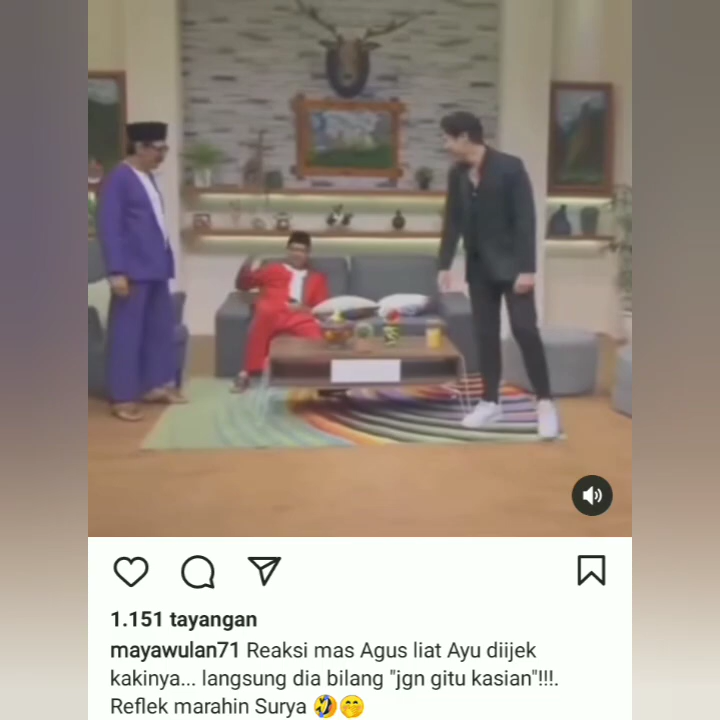 1.151 tayangan
mayawulan71 Reaksi mas Agus liat Ayu diijek
kakinya... langsung dia bilang "jgn gitu kasian"!!!.
Reflek marahin Surya 🤣🤭